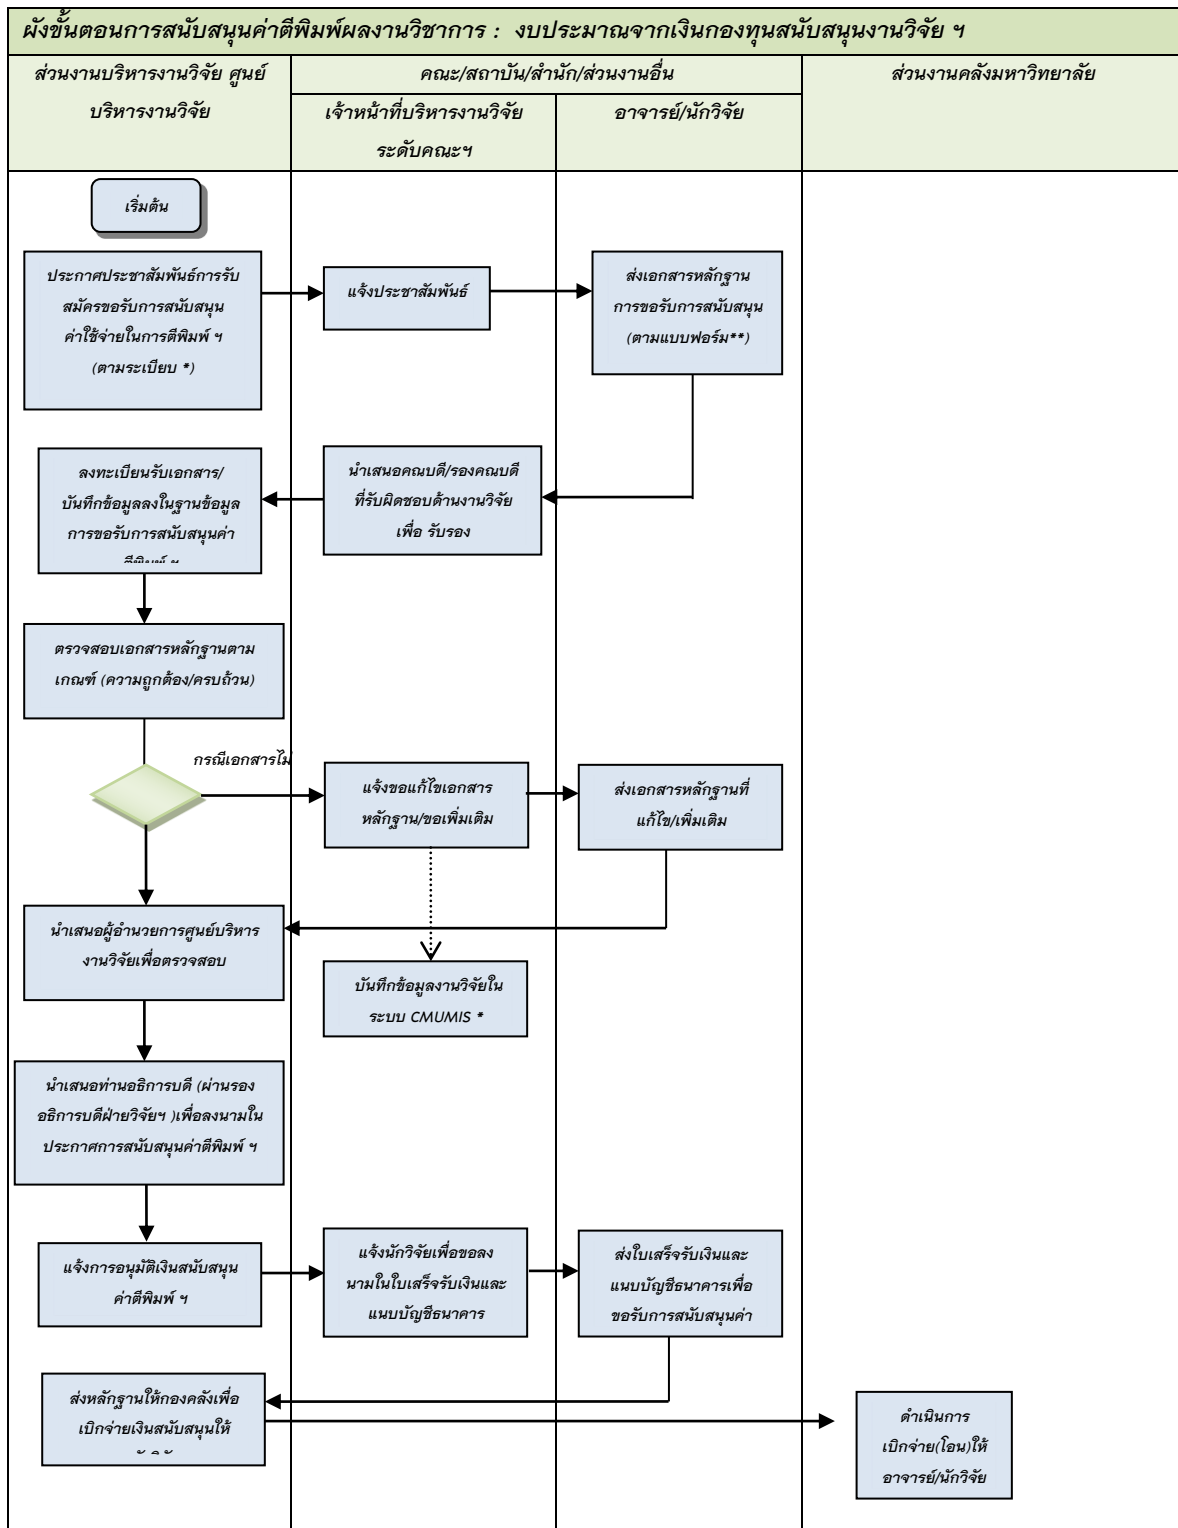 ผังขั้นตอนการสนับสนุนค่าตีพิมพ์ผลงานวิชาการ : งบประมาณจากเงินกองทุนสนับสนุนงานวิจัย ฯ
ส่วนงานบริหารงานวิจัย ศูนย์
บริหารงานวิจัย
คณะ/สถาบัน/สำนัก/ส่วนงานอื่น
ส่วนงานคลังมหาวิทยาลัย
เจ้าหน้าที่บริหารงานวิจัย
ระดับคณะฯ
อาจารย์/นักวิจัย
เริ่มต้น
ประกาศประชาสัมพันธ์การรับ
สมัครขอรับการสนับสนุน
ค่าใช้จ่ายในการตีพิมพ์ ฯ
(ตามระเบียบ *)
แจ้งประชาสัมพันธ์
ส่งเอกสารหลักฐาน
การขอรับการสนับสนุน
(ตามแบบฟอร์ม**)
ลงทะเบียนรับเอกสาร/
บันทึกข้อมูลลงในฐานข้อมูล
การขอรับการสนับสนุนค่า
นำเสนอคณบดี/รองคณบดี
ที่รับผิดชอบด้านงานวิจัย
เพื่อ รับรอง
ตรวจสอบเอกสารหลักฐานตาม
เกณฑ์ (ความถูกต้อง/ครบถ้วน)
กรณีเอกสารไม่
แจ้งขอแก้ไขเอกสาร
หลักฐาน/ขอเพิ่มเติม
ส่งเอกสารหลักฐานที่
แก้ไข/เพิ่มเติม
นำเสนอผู้อำนวยการศูนย์บริหาร
งานวิจัยเพื่อตรวจสอบ
บันทึกข้อมูลงานวิจัยใน
ระบบ CMUMIS *
นำเสนอท่านอธิการบดี (ผ่านรอง
อธิการบดีฝ่ายวิจัยฯ )เพื่อลงนามใน
ประกาศการสนับสนุนค่าตีพิมพ์ ฯ
แจ้งการอนุมัติเงินสนับสนุน
ค่าตีพิมพ์ ฯ
แจ้งนักวิจัยเพื่อขอลง
นามในใบเสร็จรับเงินและ
แนบบัญชีธนาคาร
ส่งใบเสร็จรับเงินและ
แนบบัญชีธนาคารเพื่อ
ขอรับการสนับสนุนค่า
ส่งหลักฐานให้กองคลังเพื่อ
เบิกจ่ายเงินสนับสนุนให้
ดำเนินการ
เบิกจ่าย(โอน)ให้
อาจารย์/นักวิจัย